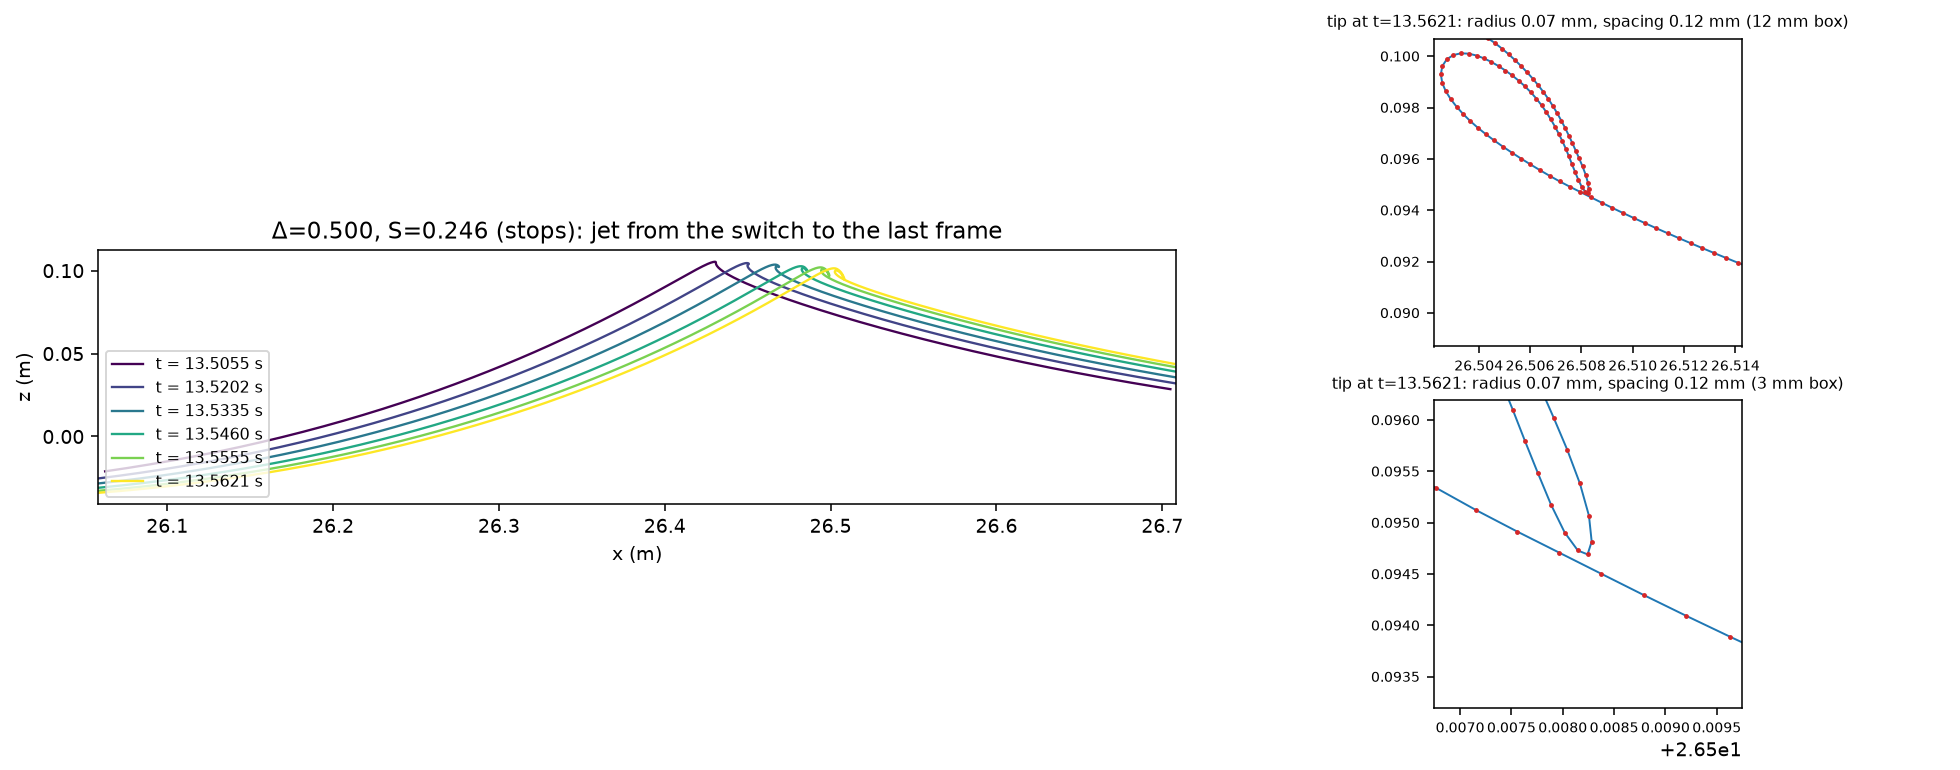 Δ=0.500, S=0.246 (stops): jet from the switch to the last frame
z (m)
0.10
0.05
0.00
t = 13.5055 s
t = 13.5202 s
t = 13.5335 s
t = 13.5460 s
t = 13.5555 s
t = 13.5621 s
26.1 26.2 26.3 26.4 26.5 26.6 26.7
x (m)
tip at t=13.5621: radius 0.07 mm, spacing 0.12 mm (12 mm box)
0.100
0.098
0.096
0.094
0.092
0.090
26.504 26.506 26.508 26.510 26.512 26.514
tip at t=13.5621: radius 0.07 mm, spacing 0.12 mm (3 mm box)
0.0960
0.0955
0.0950
0.0945
0.0940
0.0935
0.0070 0.0075 0.0080 0.0085 0.0090 0.0095
+2.65e1